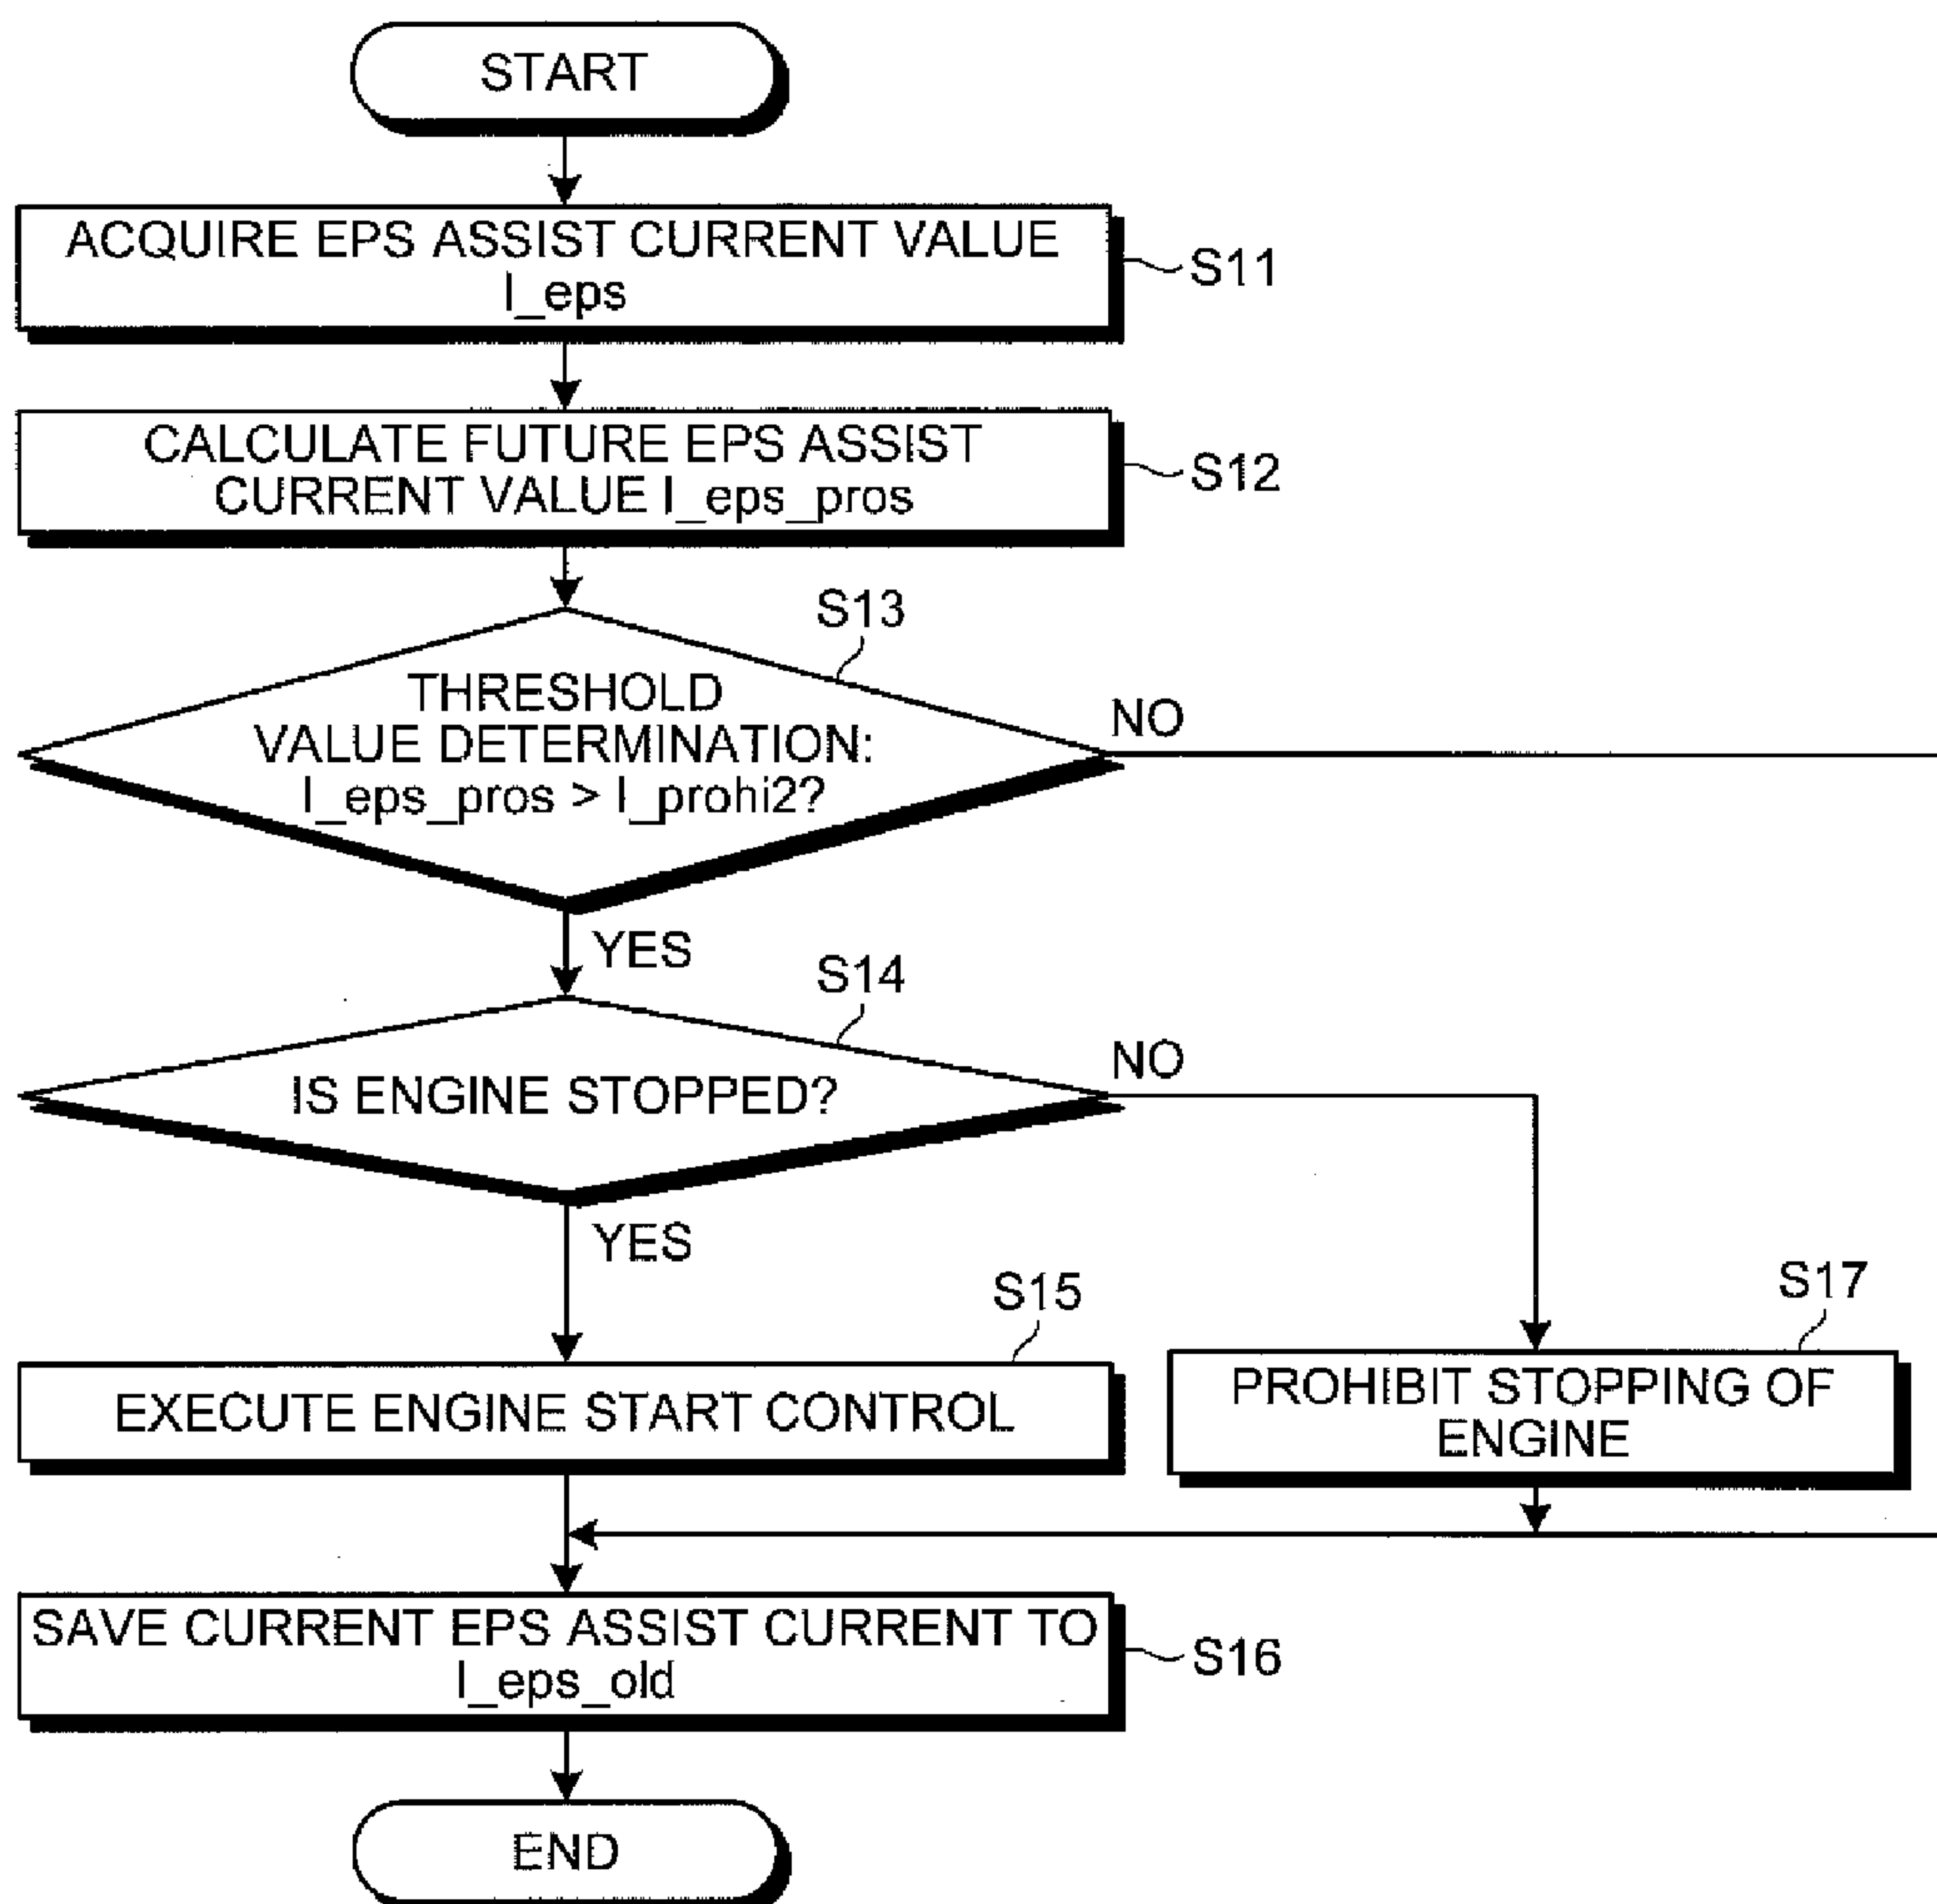 START
ACQUIRE EPS ASSIST CURRENT VALUE
I_eps
S11
CALCULATE FUTURE EPS ASSIST
CURRENT VALUE I_eps_pros
S12
S13
THRESHOLD
VALUE DETERMINATION:
I_eps_pros > I_prohi2?
NO
YES
S14
IS ENGINE STOPPED?
NO
YES
S15
EXECUTE ENGINE START CONTROL
S17
PROHIBIT STOPPING OF
ENGINE
SAVE CURRENT EPS ASSIST CURRENT TO
I_eps_old
S16
END